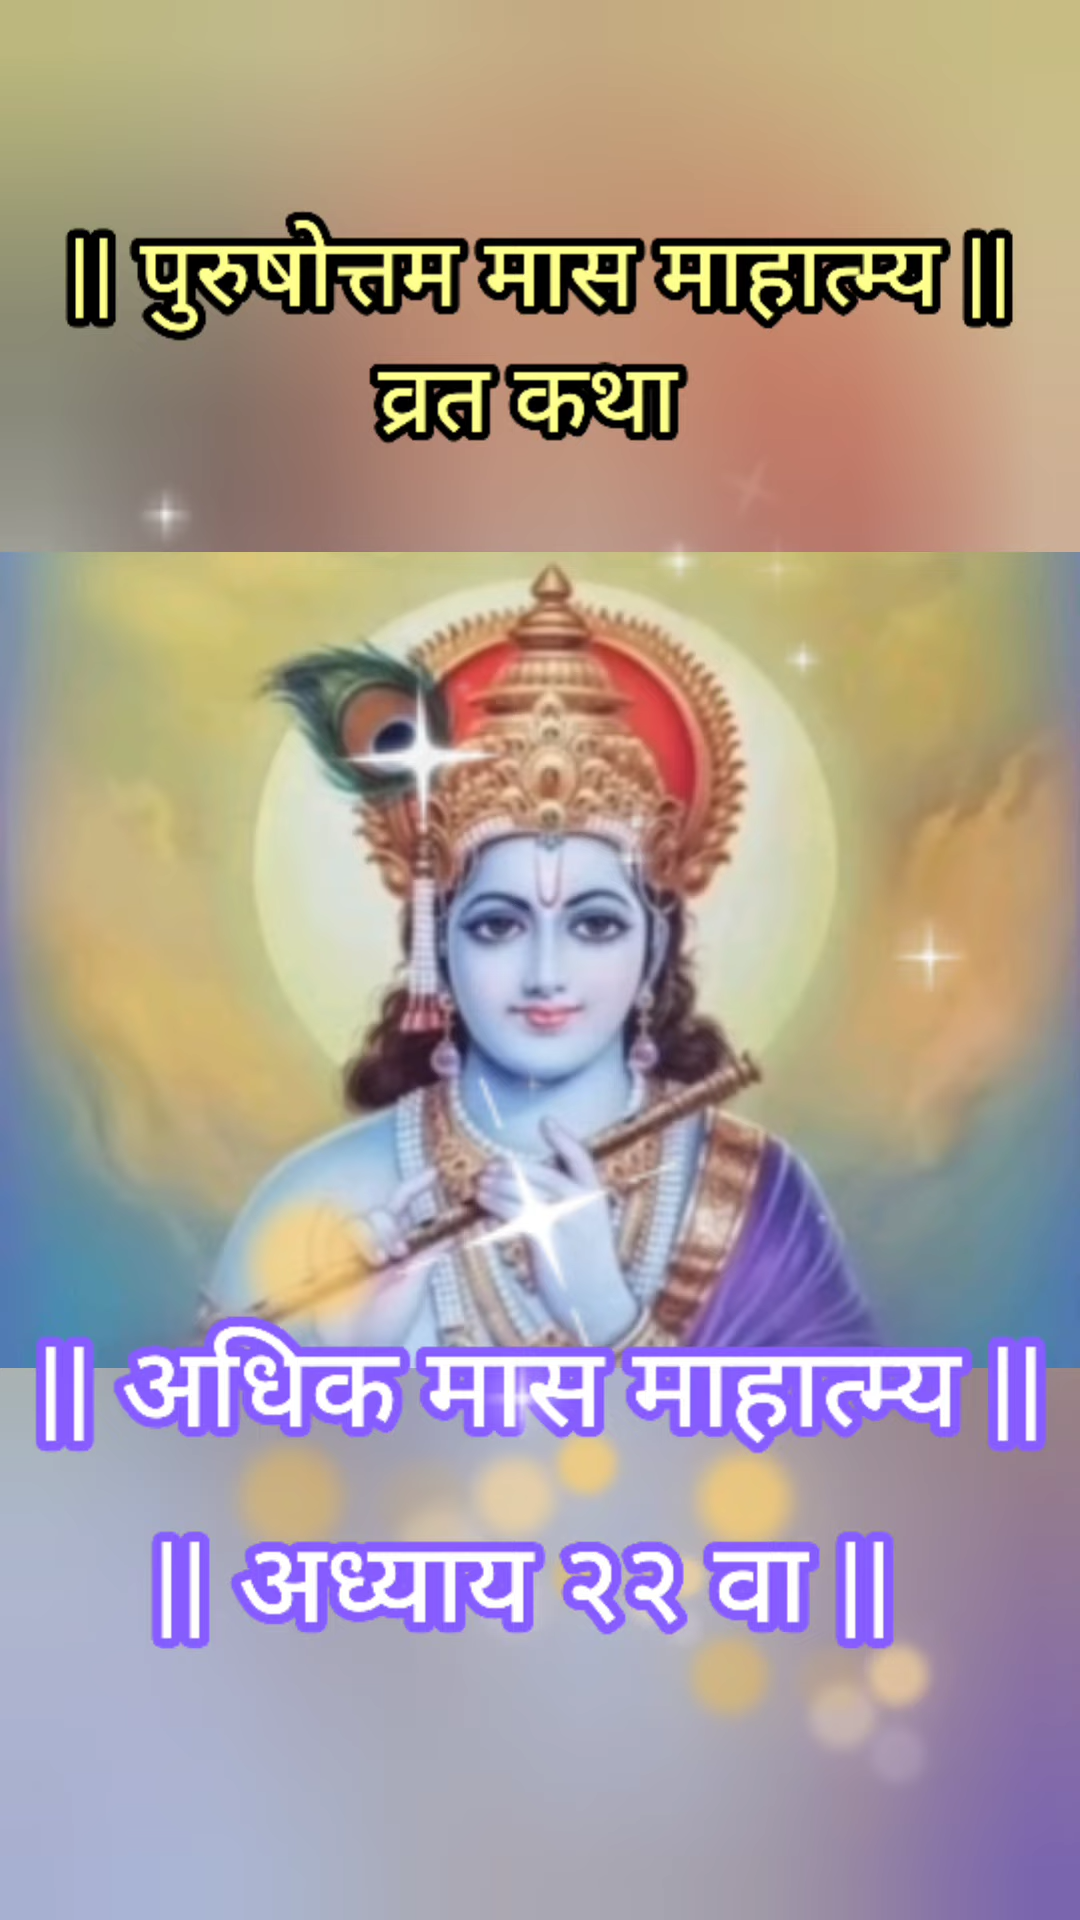 || पुरुषोत्तम मास माहात्म्य ||
व्रत कथा
|| अधिक मास माहात्म्य ||
|| अध्याय २२ वा ||